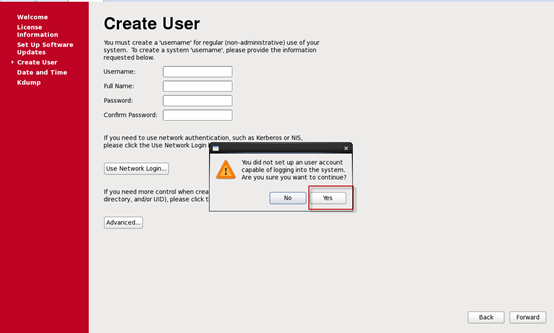 Welcome
License
Information
Set Up Software
Updates
Create User
Date and Time
Kdump
Create User
You must create a 'username' for regular (non-administrative) use of your
system. To create a system 'username', please provide the information
requested below.
Username:
Full Name:
Password:
Confirm Password:
If you need to use network authentication, such as Kerberos or NIS,
please click the Use Network Login
Use Network Login...
You did not set up an user account
capable of logging into the system.
Are you sure you want to continue?
No
Yes
If you need more control when crea
directory, and/or UID), please click t
Advanced...
Back
Forward